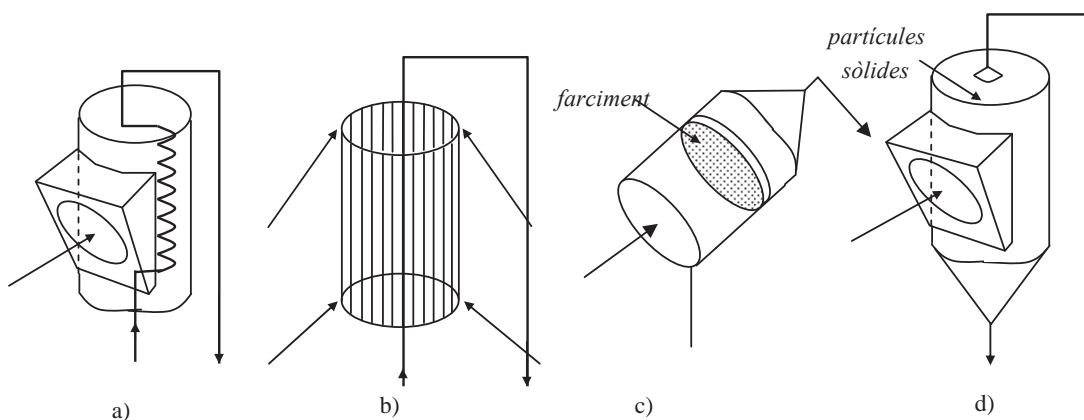 farciment
partícules
sòlides
a)
b)
c)
d)